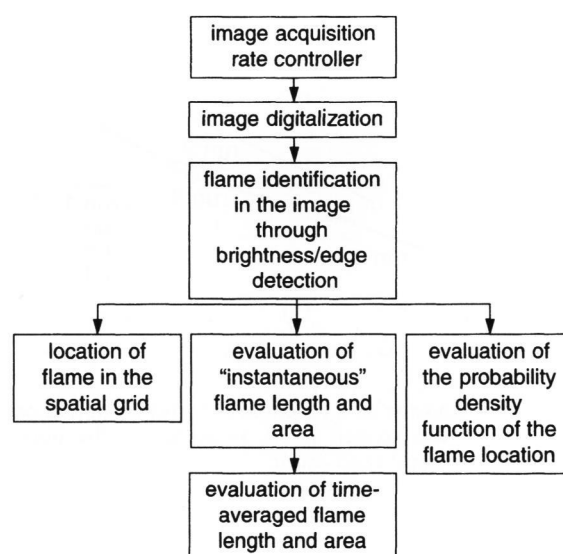 image acquisition
rate controller
image digitalization
flame identification
in the image
through
brightness/edge
detection
location of
flame in the
spatial grid
evaluation of
“instantaneous”
flame length and
area
evaluation of
the probability
density
function of the
flame location
evaluation of time-
averaged flame
length and area